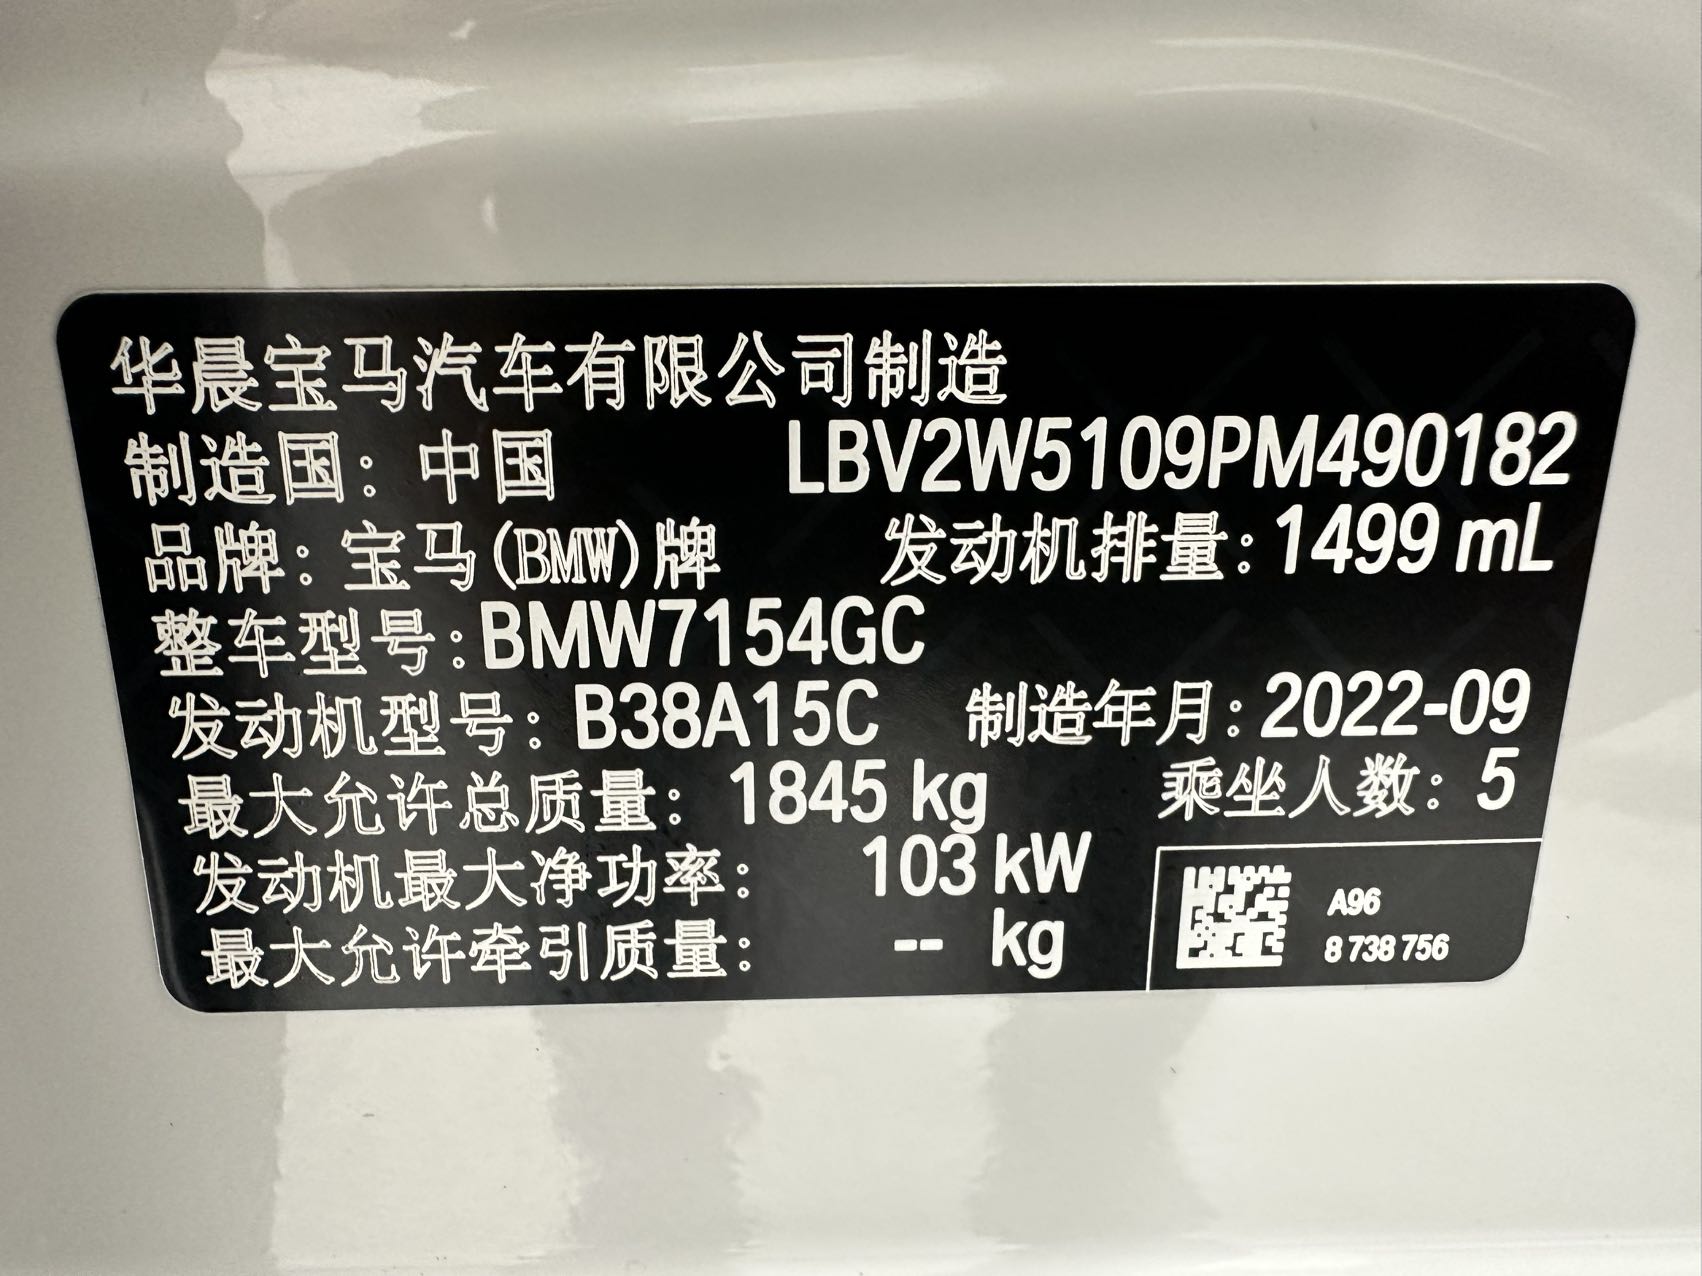 华晨宝马汽车有限公司制造
制造国：中国 LBV2W5109PM490182
品牌：宝马(BMW)牌 发动机排量：1499 mL
整车型号：BMW7154GC
发动机型号：B38A15C 制造年月：2022-09
最大允许总质量：1845 kg 乘坐人数：5
发动机最大净功率：103 kW
最大允许牵引质量：-- kg
A96
8 738 756